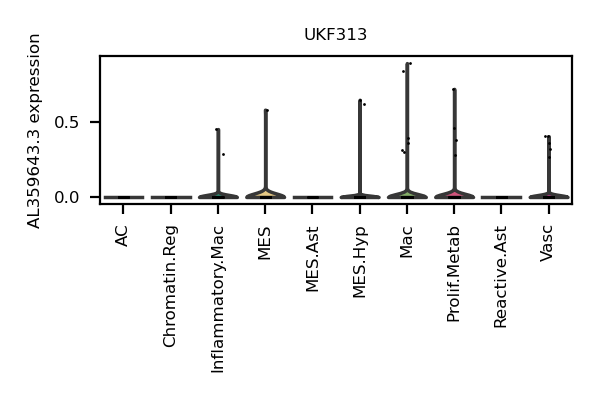 UKF313
AL359643.3 expression
0.5
0.0
AC
Chromatin.Reg
Inflammatory.Mac
MES
MES.Ast
MES.Hyp
Mac
Prolif.Metab
Reactive.Ast
Vasc